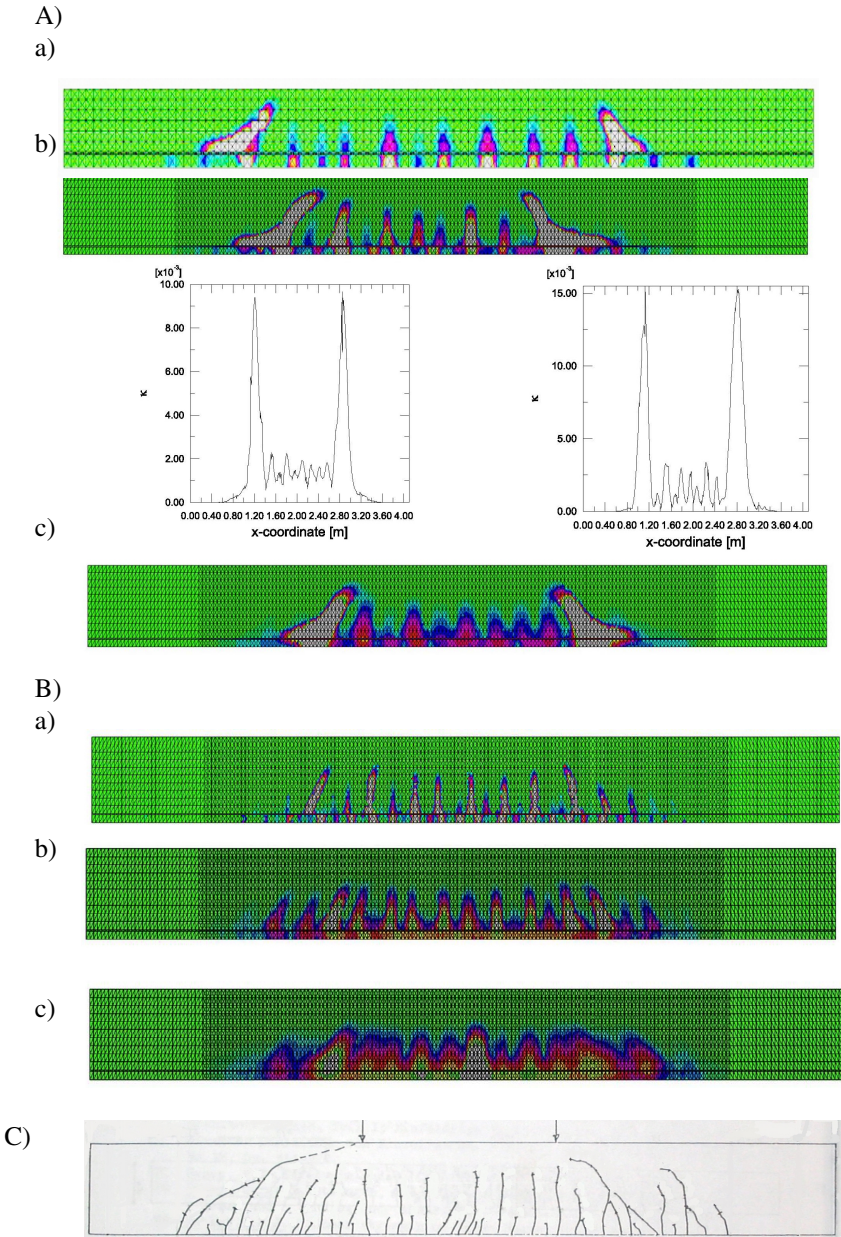 A)
a)
b)
[x10⁻³]
10.00
8.00
6.00
4.00
2.00
0.00
κ
0.00 0.40 0.80 1.20 1.60 2.00 2.40 2.80 3.20 3.60 4.00
x-coordinate [m]
[x10⁻³]
15.00
10.00
5.00
0.00
κ
0.00 0.40 0.80 1.20 1.60 2.00 2.40 2.80 3.20 3.60 4.00
x-coordinate [m]
c)
B)
a)
b)
c)
C)